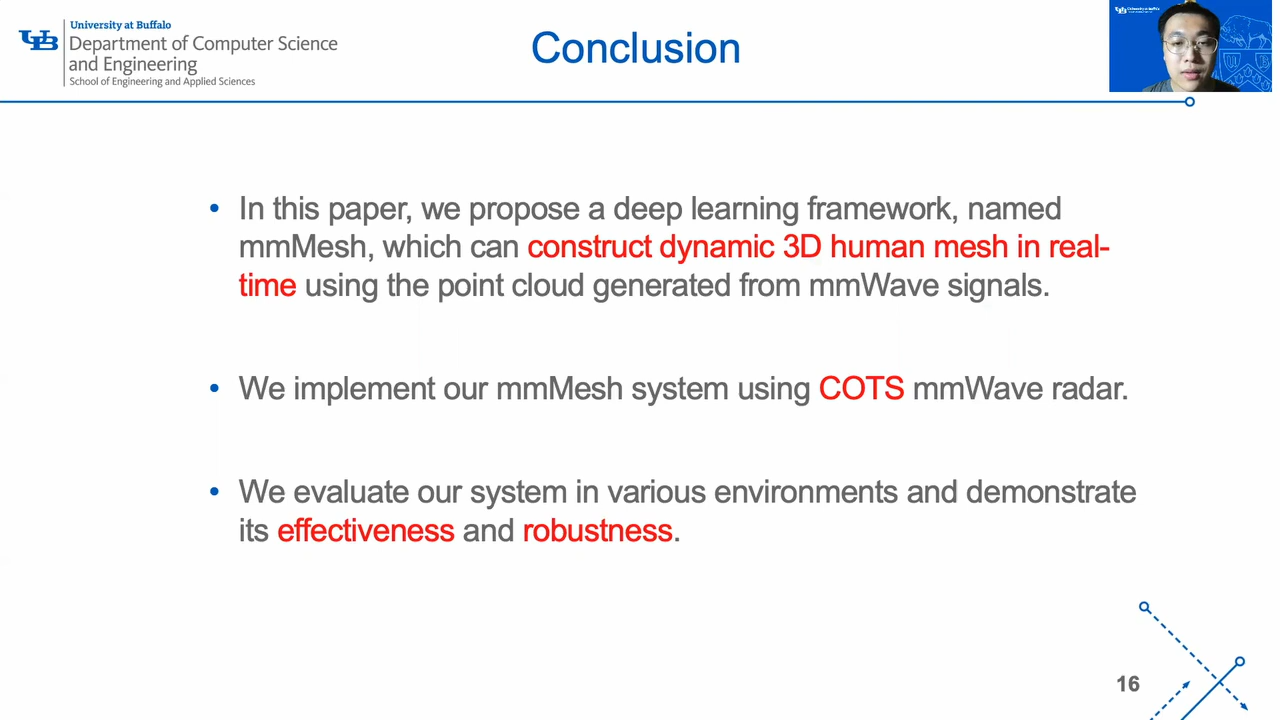 University at Buffalo
Department of Computer Science
and Engineering
School of Engineering and Applied Sciences
Conclusion
• In this paper, we propose a deep learning framework, named
mmMesh, which can construct dynamic 3D human mesh in real-
time using the point cloud generated from mmWave signals.
• We implement our mmMesh system using COTS mmWave radar.
• We evaluate our system in various environments and demonstrate
its effectiveness and robustness.
16